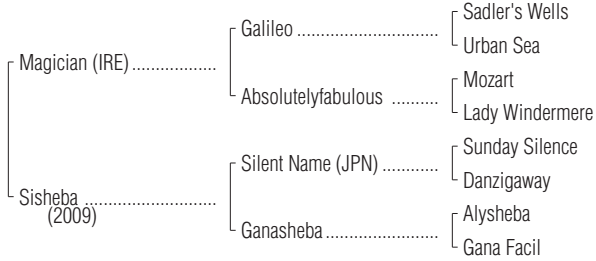 Sadler's Wells
Galileo ..............................
Urban Sea
Magician (IRE) ..................
Mozart
Absolutelyfabulous ..........
Lady Windermere
Sunday Silence
Silent Name (JPN) ............
Danzigaway
Sisheba ............................
(2009)
Alysheba
Ganasheba ........................
Gana Facil